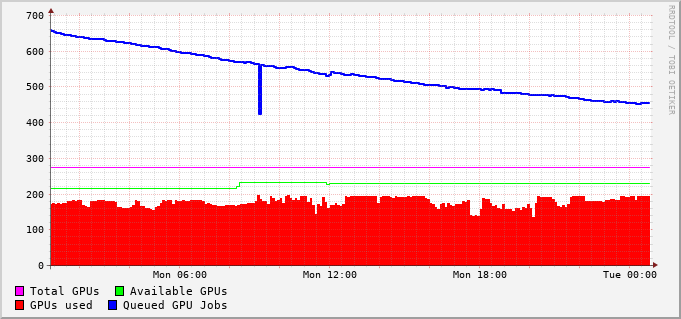 700
600
500
400
300
200
100
0
Mon 06:00 Mon 12:00 Mon 18:00 Tue 00:00
Total GPUs Available GPUs
GPUs used Queued GPU Jobs
RRDTOOL / TOBI OETIKER